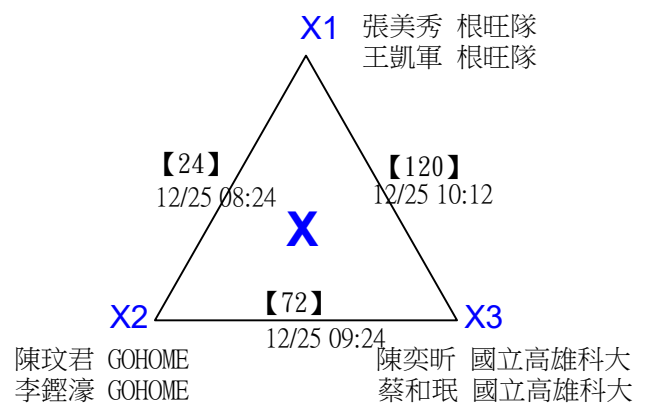 X1 張美秀 根旺隊
王凱軍 根旺隊
【24】
12/25 08:24
【120】
12/25 10:12
X
X2
【72】
12/25 09:24
X3
陳玟君 GOHOME
李鏗濠 GOHOME
陳奕昕 國立高雄科大
蔡和珉 國立高雄科大